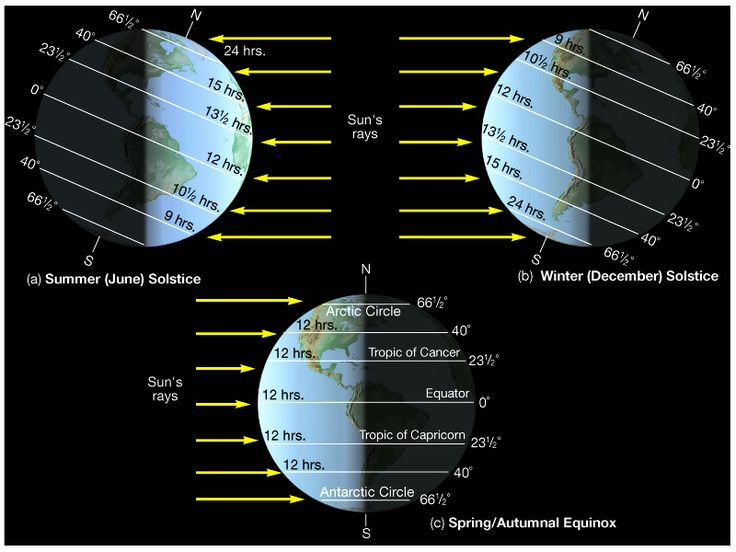 N
66½°
24 hrs.
23½°
40°
15 hrs.
0°
13½ hrs.
23½°
12 hrs.
40°
10½ hrs.
66½°
9 hrs.
S
(a) Summer (June) Solstice
Sun's
rays
N
9 hrs.
66½°
10½ hrs.
40°
12 hrs.
23½°
13½ hrs.
0°
15 hrs.
23½°
24 hrs.
40°
66½°
S
(b) Winter (December) Solstice
N
Arctic Circle
66½°
12 hrs.
40°
12 hrs.
Tropic of Cancer
23½°
Sun's
rays
12 hrs.
Equator
0°
12 hrs.
Tropic of Capricorn
23½°
12 hrs.
40°
Antarctic Circle
66½°
S
(c) Spring/Autumnal Equinox